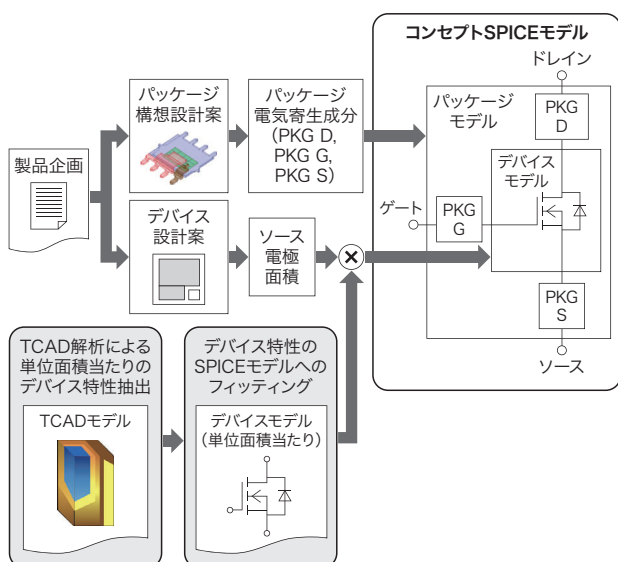 コンセプトSPICEモデル
ドレイン
パッケージ
モデル
PKG
D
デバイス
モデル
ゲート
PKG
G
PKG
S
ソース
製品企画
パッケージ
構想設計案
パッケージ
電気寄生成分
（PKG D,
PKG G,
PKG S）
デバイス
設計案
ソース
電極
面積
×
TCAD解析による
単位面積当たりの
デバイス特性抽出
TCADモデル
デバイス特性の
SPICEモデルへの
フィッティング
デバイスモデル
（単位面積当たり）